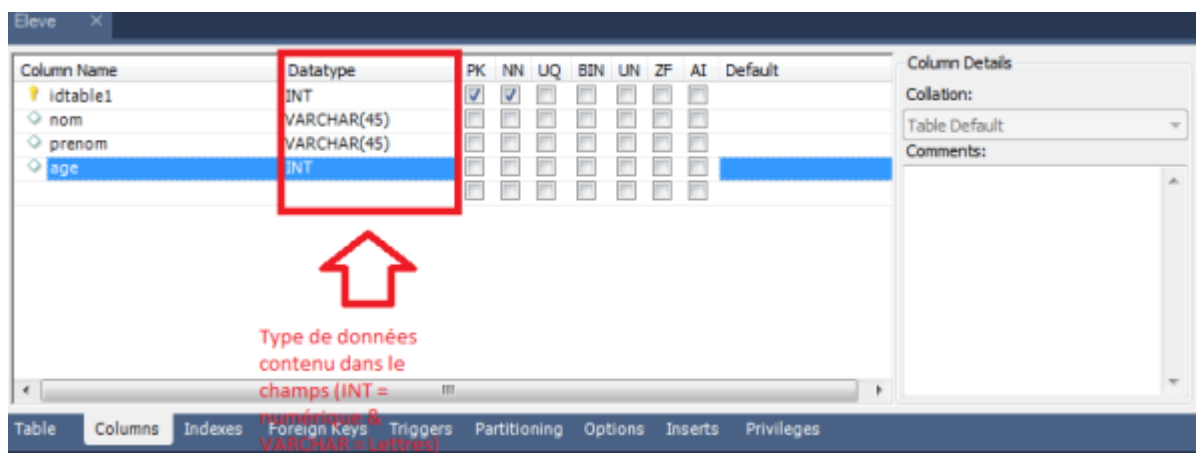 Eleve ×
Column Name Datatype PK NN UQ BIN UN ZF AI Default
idtable1 INT
nom VARCHAR(45)
prenom VARCHAR(45)
age INT
Column Details
Collation:
Table Default
Comments:
Type de données
contenu dans le
champs (INT =
numérique &
VARCHAR = Lettres)
Table Columns Indexes Foreign Keys Triggers Partitioning Options Inserts Privileges